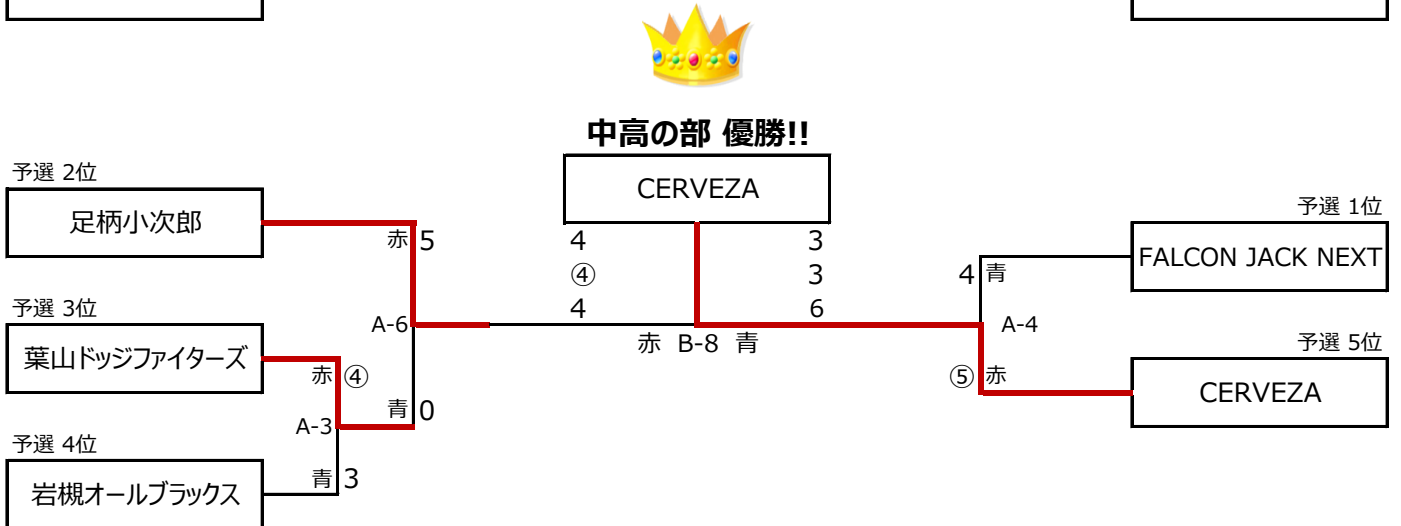 中高の部 優勝!!
CERVEZA
予選 2位
足柄小次郎
予選 1位
FALCON JACK NEXT
赤 5
4 3
④ 3
4 6
4 青
予選 3位
葉山ドッジファイターズ
A-6
赤 B-8 青
A-4
予選 5位
CERVEZA
赤 ④
⑤ 赤
青 0
A-3
予選 4位
岩槻オールブラックス
青 3